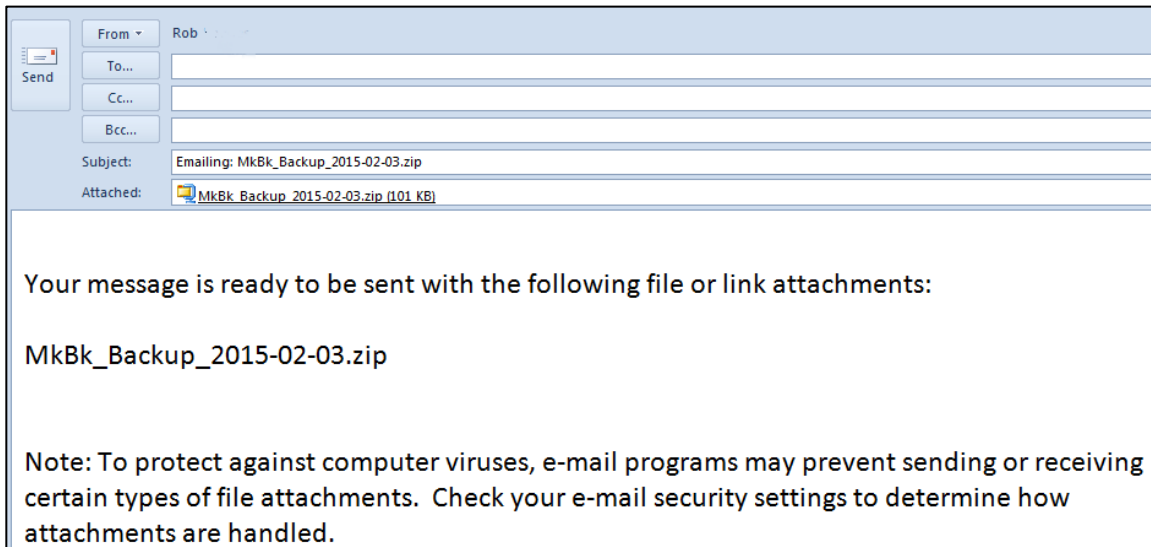 From
Rob
Send
To...
Cc...
Bcc...
Subject:
Emailing: MkBk_Backup_2015-02-03.zip
Attached:
MkBk_Backup_2015-02-03.zip (101 KB)
Your message is ready to be sent with the following file or link attachments:
MkBk_Backup_2015-02-03.zip
Note: To protect against computer viruses, e-mail programs may prevent sending or receiving
certain types of file attachments.  Check your e-mail security settings to determine how
attachments are handled.